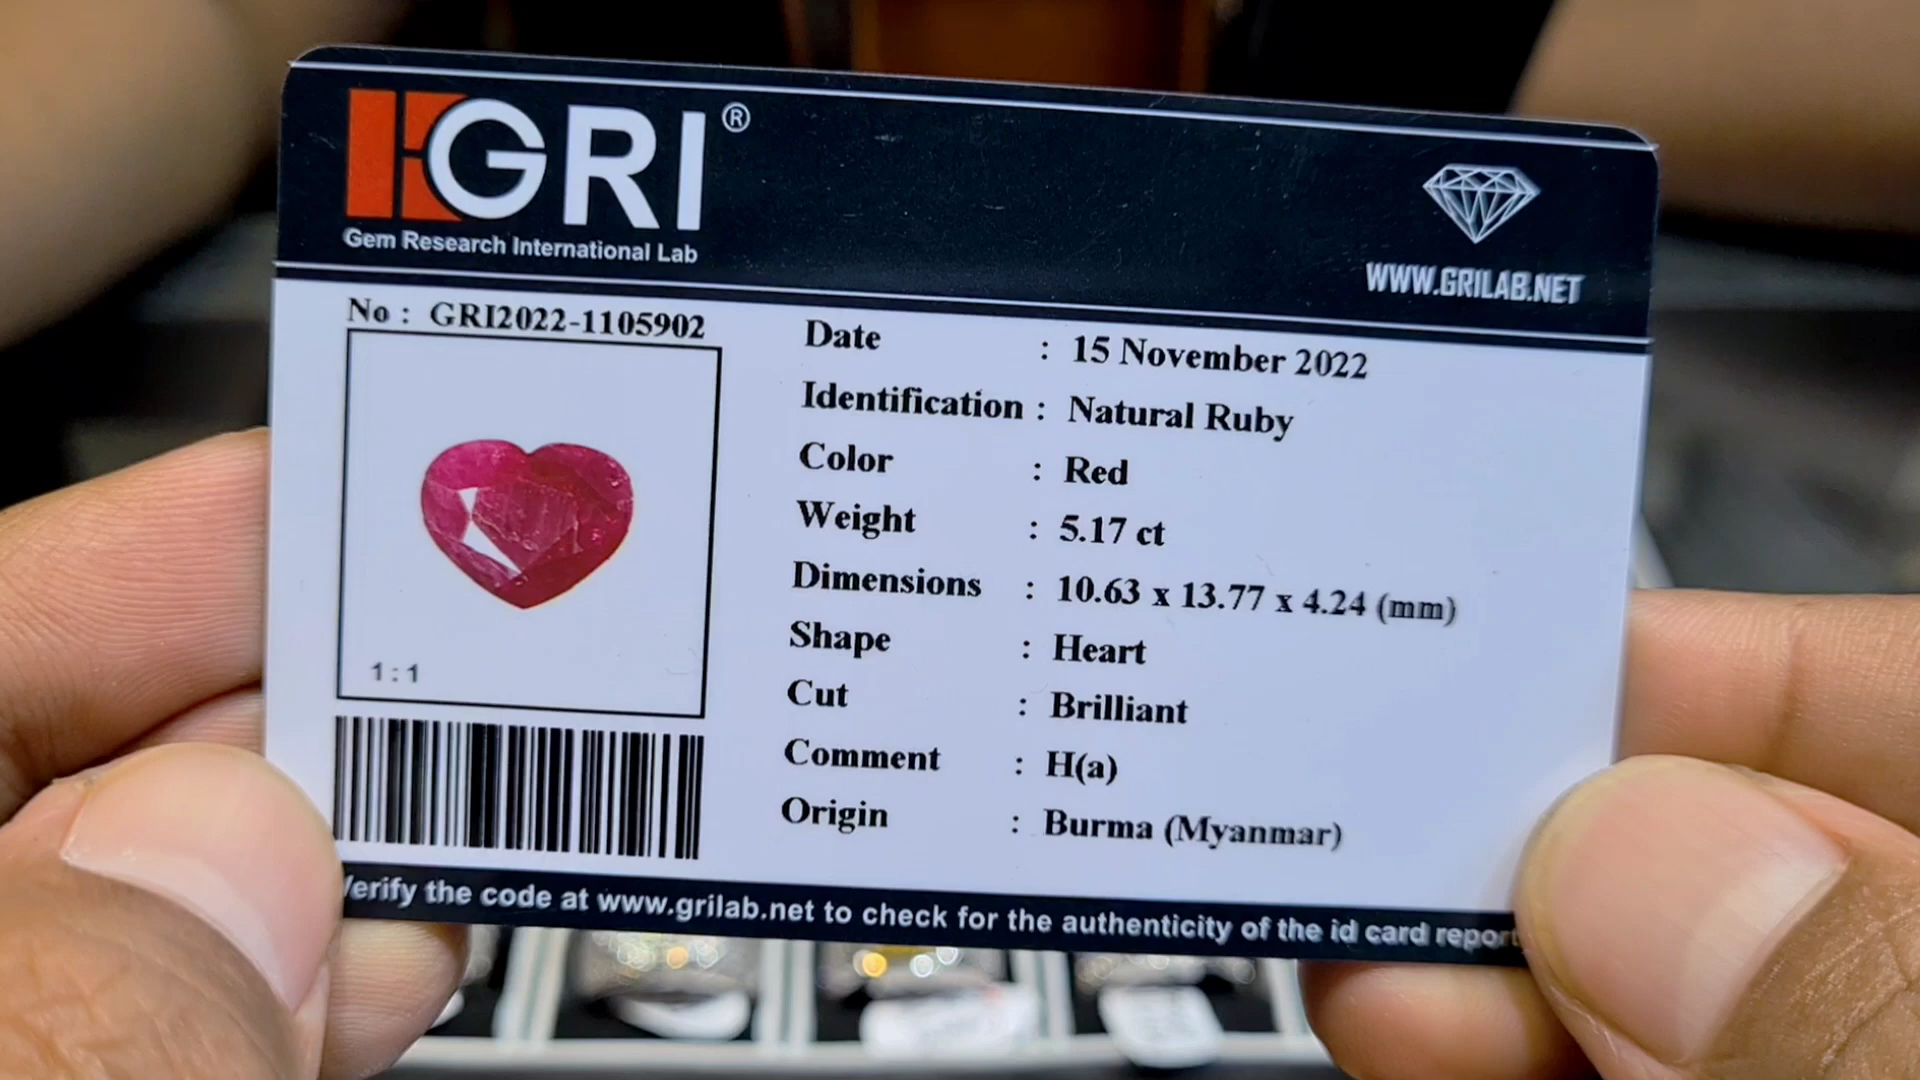 GRI®
Gem Research International Lab
WWW.GRILAB.NET
No : GRI2022-1105902
1 : 1
Date : 15 November 2022
Identification : Natural Ruby
Color : Red
Weight : 5.17 ct
Dimensions : 10.63 x 13.77 x 4.24 (mm)
Shape : Heart
Cut : Brilliant
Comment : H(a)
Origin : Burma (Myanmar)
Verify the code at www.grilab.net to check for the authenticity of the id card report